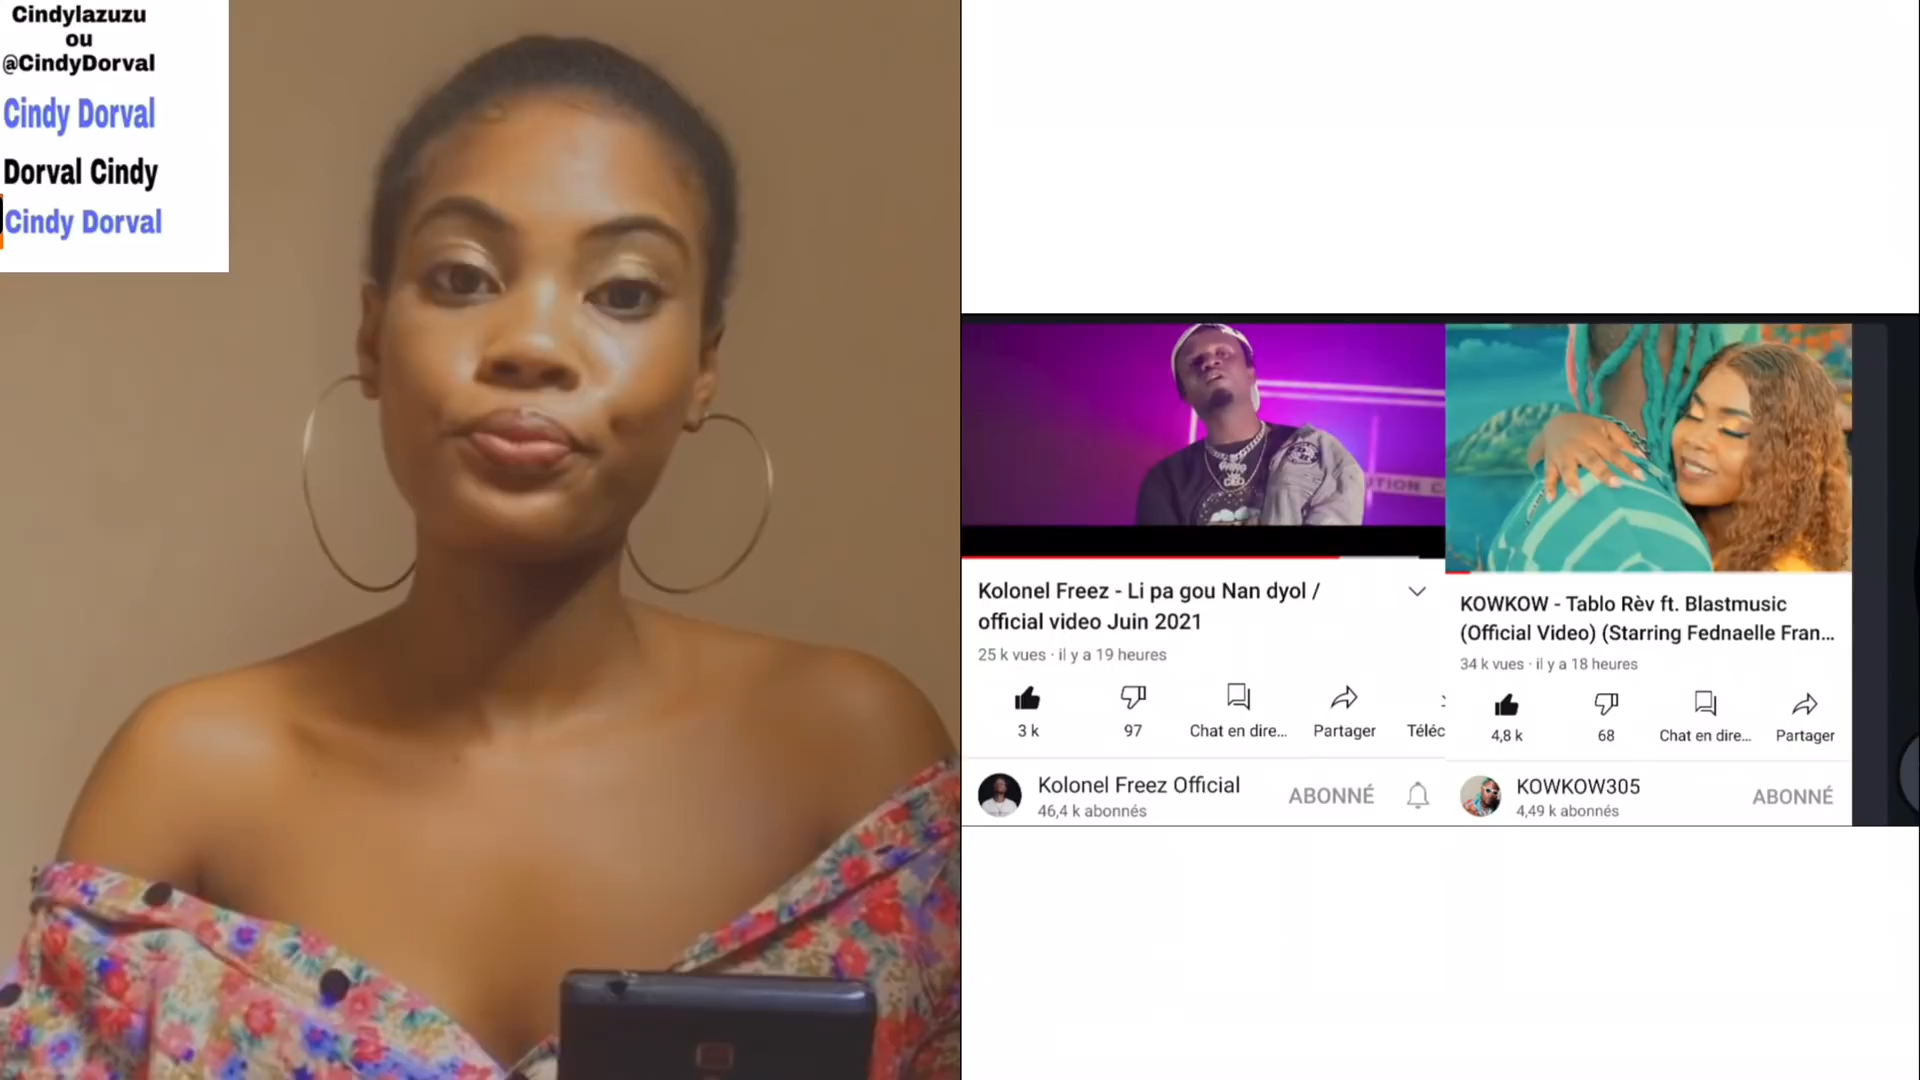 Cindylazuzu
ou
@CindyDorval
Cindy Dorval
Dorval Cindy
Cindy Dorval
Kolonel Freez - Li pa gou Nan dyol /
official video Juin 2021
25 k vues · il y a 19 heures
3 k
97
Chat en dire...
Partager
Téléc
Kolonel Freez Official
46,4 k abonnés
ABONNÉ
KOWKOW - Tablo Rèv ft. Blastmusic
(Official Video) (Starring Fednaelle Fran...
34 k vues · il y a 18 heures
4,8 k
68
Chat en dire...
Partager
KOWKOW305
4,49 k abonnés
ABONNÉ